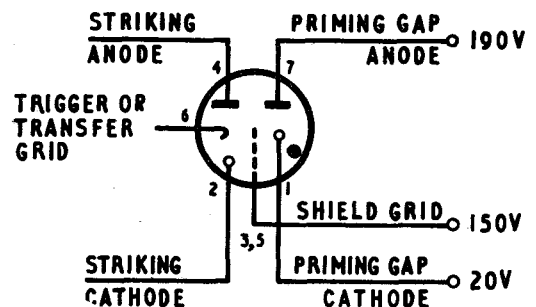 STRIKING
ANODE
PRIMING GAP
ANODE
190V
4
7
TRIGGER OR
TRANSFER
GRID
6
2
1
3,5
SHIELD GRID
150V
STRIKING
CATHODE
PRIMING GAP
CATHODE
20V